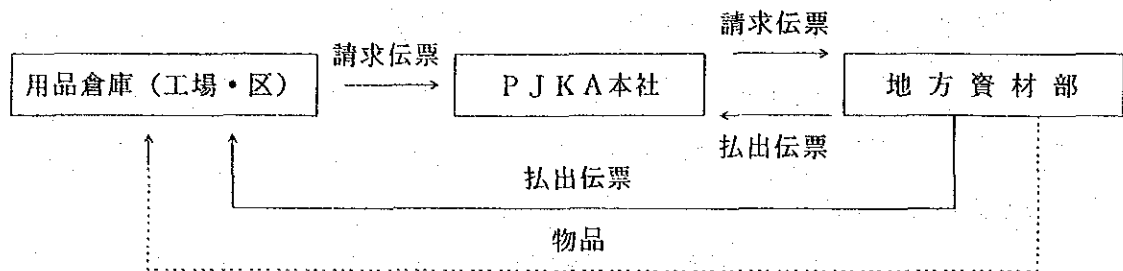 請求伝票
請求伝票
用品倉庫（工場・区）
PJKA本社
地方資材部
払出伝票
払出伝票
物品